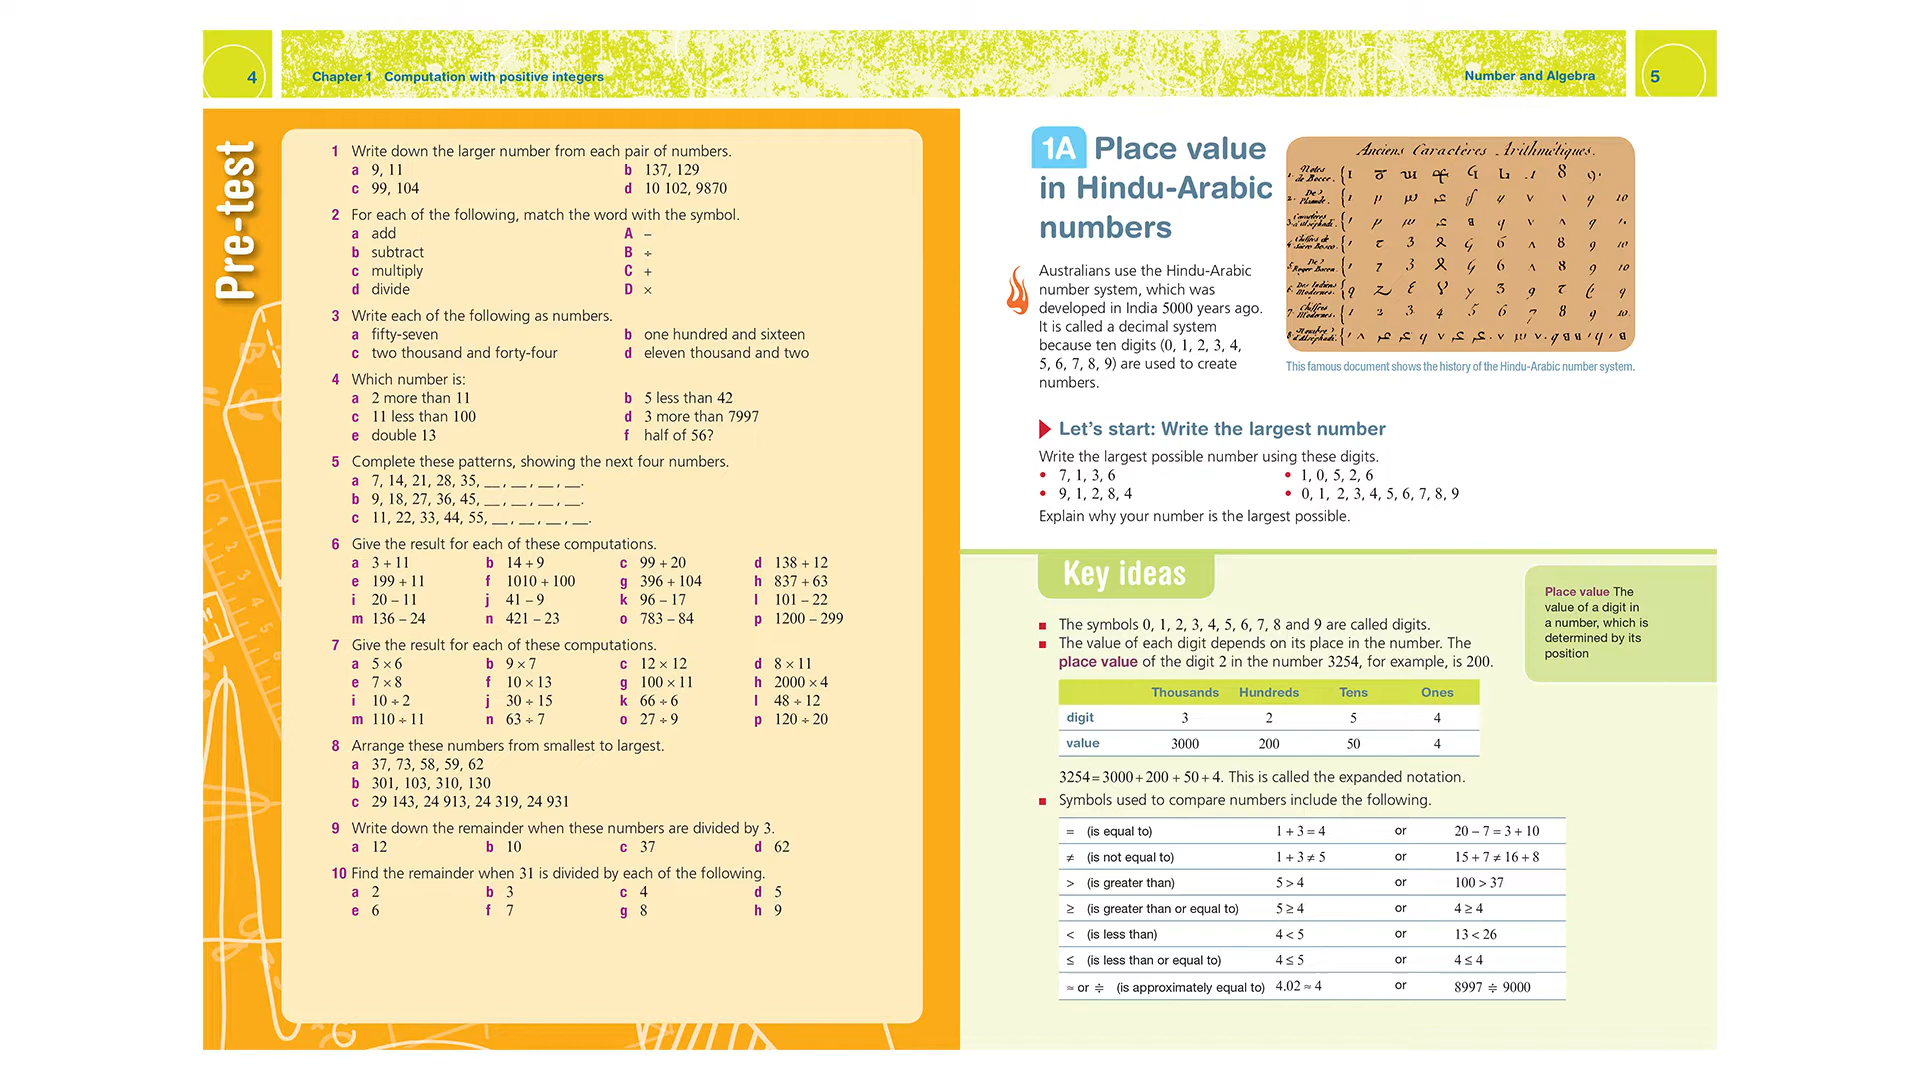 4 Chapter 1 Computation with positive integers
Number and Algebra 5
Pre-test
1 Write down the larger number from each pair of numbers.
a 9, 11 b 137, 129
c 99, 104 d 10 102, 9870
2 For each of the following, match the word with the symbol.
a add A –
b subtract B ÷
c multiply C +
d divide D ×
3 Write each of the following as numbers.
a fifty-seven b one hundred and sixteen
c two thousand and forty-four d eleven thousand and two
4 Which number is:
a 2 more than 11 b 5 less than 42
c 11 less than 100 d 3 more than 7997
e double 13 f half of 56?
5 Complete these patterns, showing the next four numbers.
a 7, 14, 21, 28, 35, __, __, __, __.
b 9, 18, 27, 36, 45, __, __, __, __.
c 11, 22, 33, 44, 55, __, __, __, __.
6 Give the result for each of these computations.
a 3 + 11 b 14 + 9 c 99 + 20 d 138 + 12
e 199 + 11 f 1010 + 100 g 396 + 104 h 837 + 63
i 20 – 11 j 41 – 9 k 96 – 17 l 101 – 22
m 136 – 24 n 421 – 23 o 783 – 84 p 1200 – 299
7 Give the result for each of these computations.
a 5 × 6 b 9 × 7 c 12 × 12 d 8 × 11
e 7 × 8 f 10 × 13 g 100 × 11 h 2000 × 4
i 10 ÷ 2 j 30 ÷ 15 k 66 ÷ 6 l 48 ÷ 12
m 110 ÷ 11 n 63 ÷ 7 o 27 ÷ 9 p 120 ÷ 20
8 Arrange these numbers from smallest to largest.
a 37, 73, 58, 59, 62
b 301, 103, 310, 130
c 29 143, 24 913, 24 319, 24 931
9 Write down the remainder when these numbers are divided by 3.
a 12 b 10 c 37 d 62
10 Find the remainder when 31 is divided by each of the following.
a 2 b 3 c 4 d 5
e 6 f 7 g 8 h 9
1A Place value
in Hindu-Arabic
numbers
Anciens Caractères Arithmétiques.
Australians use the Hindu-Arabic
number system, which was
developed in India 5000 years ago.
It is called a decimal system
because ten digits (0, 1, 2, 3, 4,
5, 6, 7, 8, 9) are used to create
numbers.
This famous document shows the history of the Hindu-Arabic number system.
Let's start: Write the largest number
Write the largest possible number using these digits.
• 7, 1, 3, 6 • 1, 0, 5, 2, 6
• 9, 1, 2, 8, 4 • 0, 1, 2, 3, 4, 5, 6, 7, 8, 9
Explain why your number is the largest possible.
Key ideas
■ The symbols 0, 1, 2, 3, 4, 5, 6, 7, 8 and 9 are called digits.
■ The value of each digit depends on its place in the number. The
place value of the digit 2 in the number 3254, for example, is 200.
Thousands Hundreds Tens Ones
digit 3 2 5 4
value 3000 200 50 4
3254 = 3000 + 200 + 50 + 4. This is called the expanded notation.
■ Symbols used to compare numbers include the following.
= (is equal to) 1 + 3 = 4 or 20 – 7 = 3 + 10
≠ (is not equal to) 1 + 3 ≠ 5 or 15 + 7 ≠ 16 + 8
> (is greater than) 5 > 4 or 100 > 37
≥ (is greater than or equal to) 5 ≥ 4 or 4 ≥ 4
< (is less than) 4 < 5 or 13 < 26
≤ (is less than or equal to) 4 ≤ 5 or 4 ≤ 4
≈ or ≑ (is approximately equal to) 4.02 ≈ 4 or 8997 ≑ 9000
Place value The
value of a digit in
a number, which is
determined by its
position